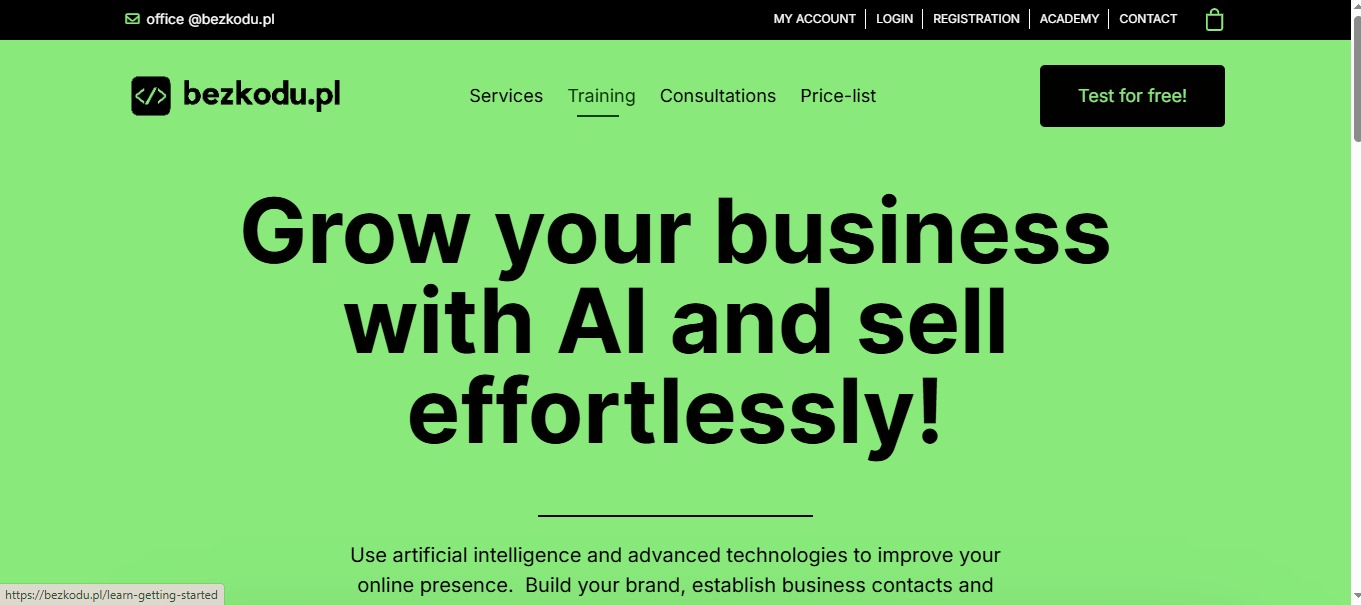 office @bezkodu.pl
MY ACCOUNT LOGIN REGISTRATION ACADEMY CONTACT
</> bezkodu.pl
Services Training Consultations Price-list
Test for free!
Grow your business
with AI and sell
effortlessly!
Use artificial intelligence and advanced technologies to improve your
online presence. Build your brand, establish business contacts and
https://bezkodu.pl/learn-getting-started